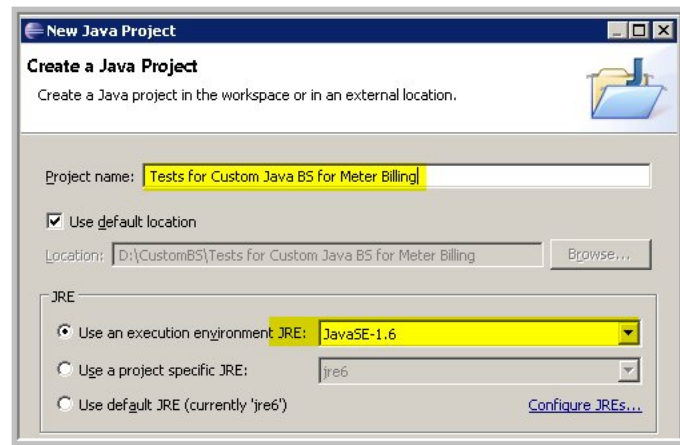 New Java Project
Create a Java Project
Create a Java project in the workspace or in an external location.
Project name: Tests for Custom Java BS for Meter Billing
Use default location
Location: D:\CustomBS\Tests for Custom Java BS for Meter Billing Browse...
JRE
Use an execution environment JRE: JavaSE-1.6
Use a project specific JRE: jre6
Use default JRE (currently 'jre6') Configure JREs...